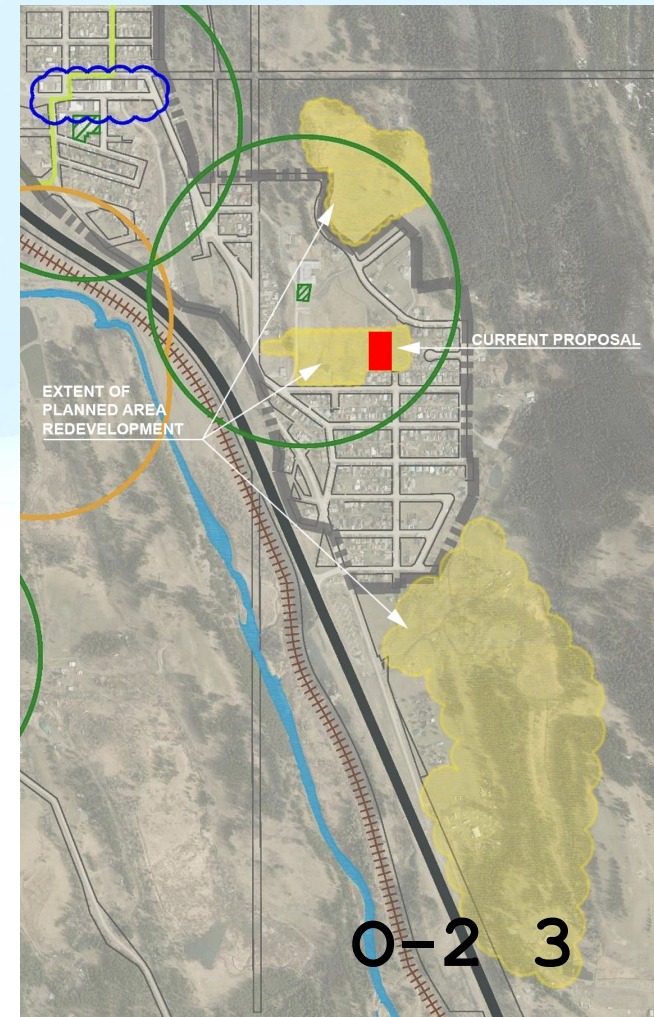 CURRENT PROPOSAL
EXTENT OF
PLANNED AREA
REDEVELOPMENT
O-2 3